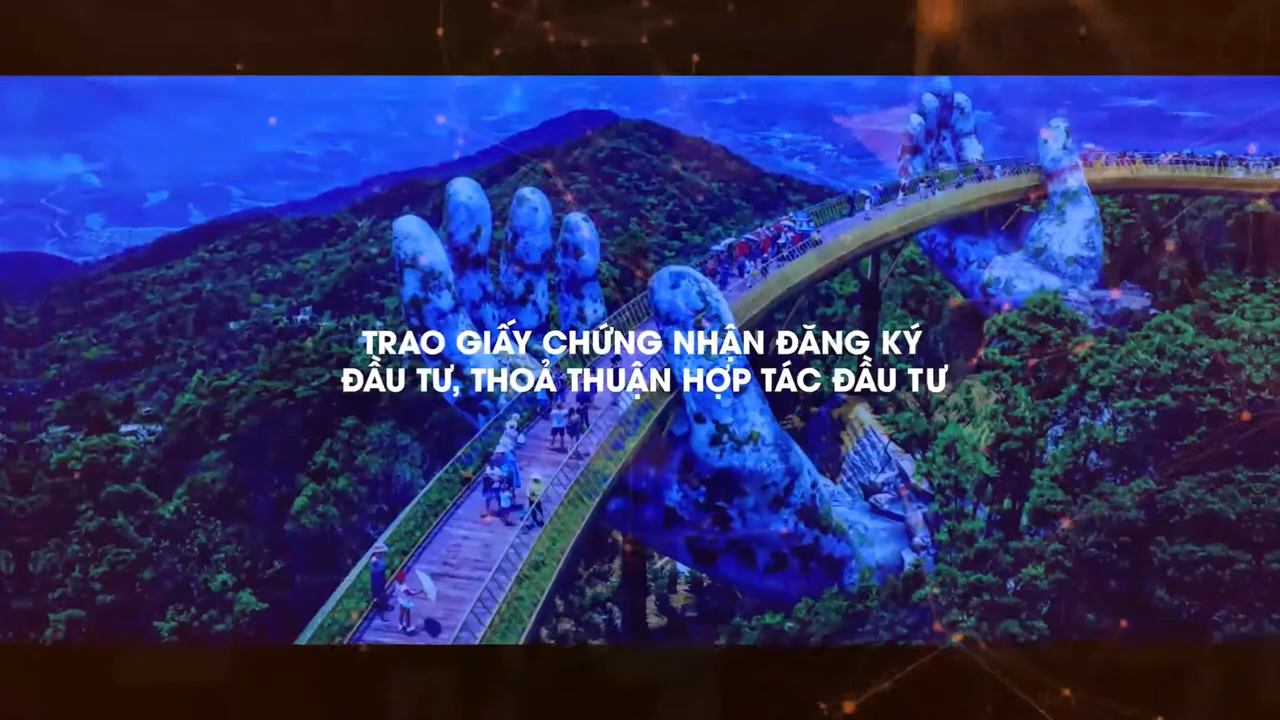 TRAO GIẤY CHỨNG NHẬN ĐĂNG KÝ
ĐẦU TƯ, THOẢ THUẬN HỢP TÁC ĐẦU TƯ